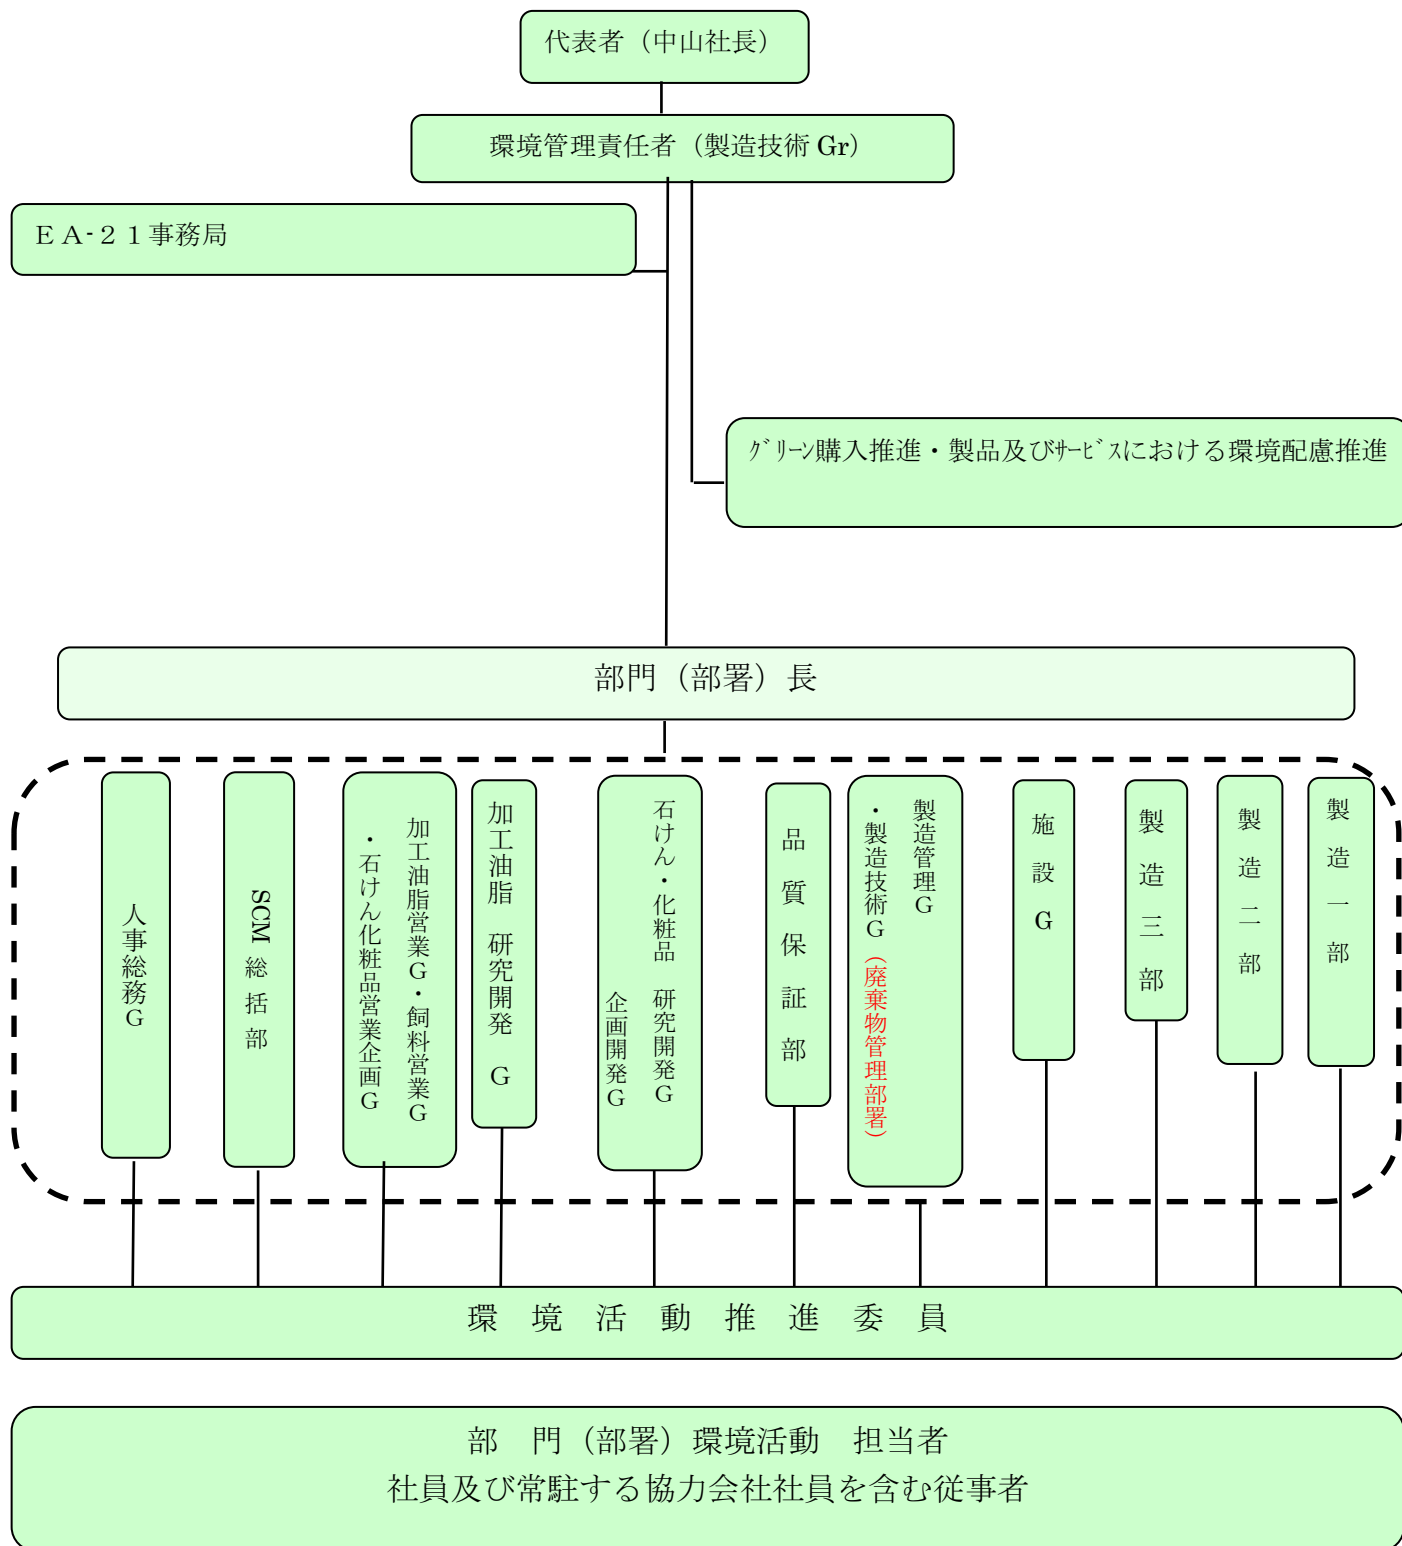 代表者（中山社長）
環境管理責任者（製造技術 Gr）
ＥＡ-２１事務局
ｸﾞﾘｰﾝ購入推進・製品及びｻｰﾋﾞｽにおける環境配慮推進
部門（部署）長
人事総務Ｇ
SCM 総括部
加工油脂営業Ｇ・飼料営業Ｇ
・石けん化粧品営業企画Ｇ
加工油脂　研究開発　Ｇ
石けん・化粧品　研究開発Ｇ
企画開発Ｇ
品質保証部
製造管理Ｇ
・製造技術Ｇ（廃棄物管理部署）
施設 G
製造三部
製造二部
製造一部
環　境　活　動　推　進　委　員
部　門（部署）環境活動　担当者
社員及び常駐する協力会社社員を含む従事者